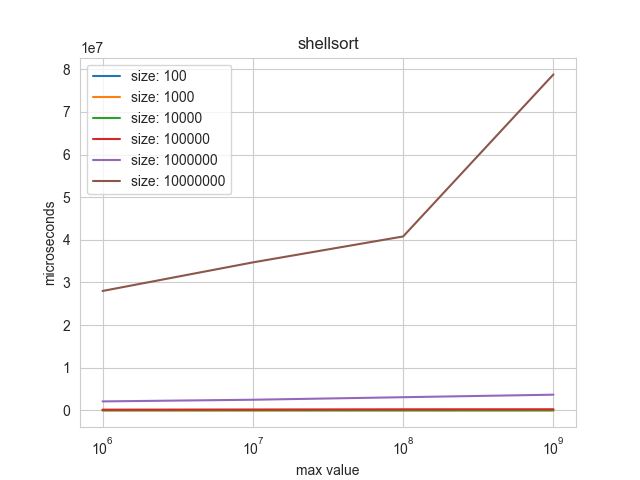 shellsort
1e7
size: 100
size: 1000
size: 10000
size: 100000
size: 1000000
size: 10000000
8
7
6
5
4
3
2
1
0
microseconds
10^6 10^7 10^8 10^9
max value